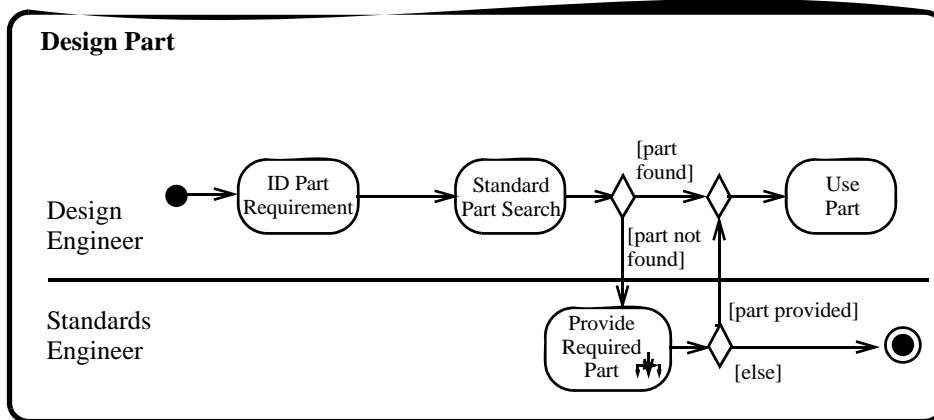 Design Part
[part
found]
ID Part
Requirement
Standard
Part Search
Use
Part
Design
Engineer
[part not
found]
Standards
Engineer
Provide
Required
Part
[part provided]
[else]